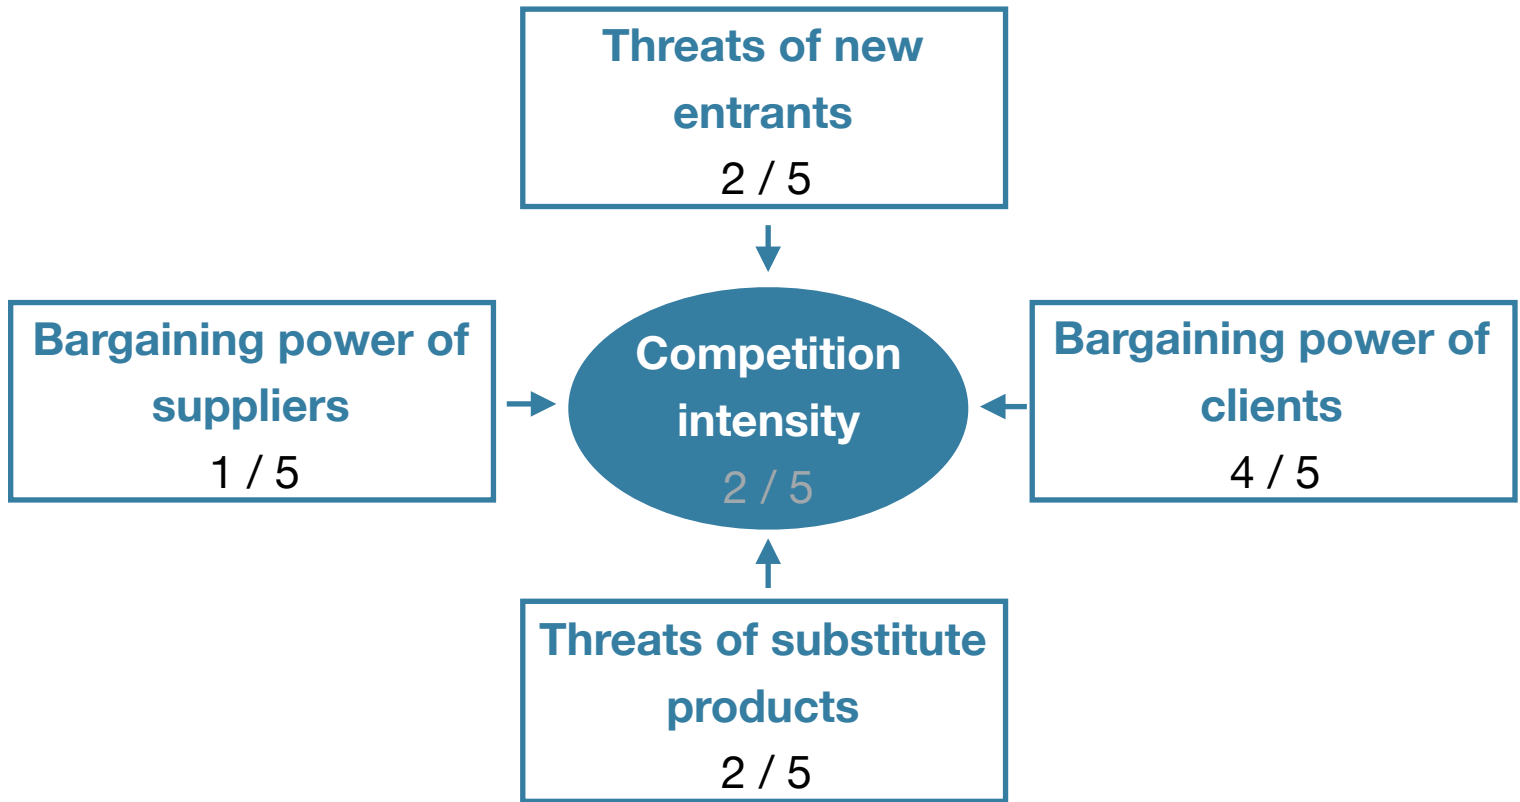 Threats of new
entrants
2 / 5
Bargaining power of
suppliers
1 / 5
Competition
intensity
2 / 5
Bargaining power of
clients
4 / 5
Threats of substitute
products
2 / 5